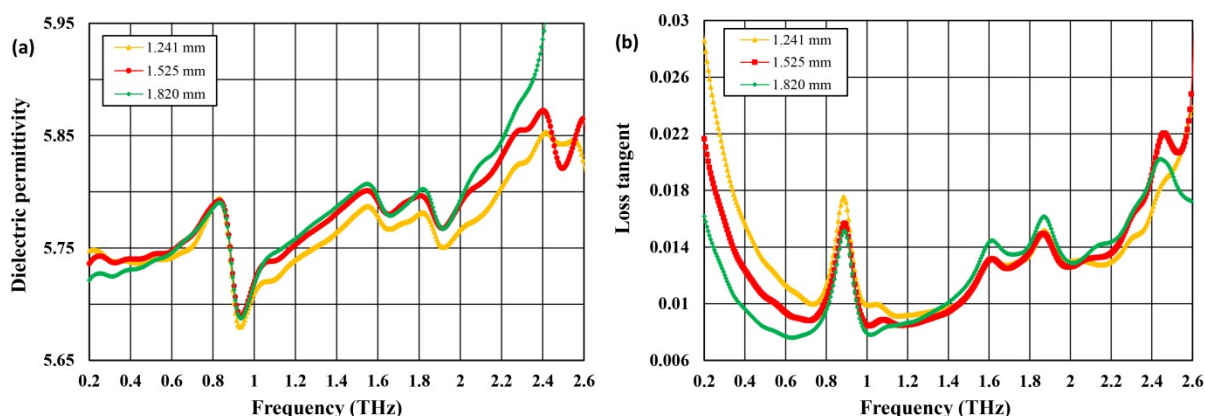 (a)
Dielectric permittivity
5.95
5.85
5.75
5.65
1.241 mm
1.525 mm
1.820 mm
0.2 0.4 0.6 0.8 1 1.2 1.4 1.6 1.8 2 2.2 2.4 2.6
Frequency (THz)
(b)
Loss tangent
0.03
0.026
0.022
0.018
0.014
0.01
0.006
1.241 mm
1.525 mm
1.820 mm
0.2 0.4 0.6 0.8 1 1.2 1.4 1.6 1.8 2 2.2 2.4 2.6
Frequency (THz)